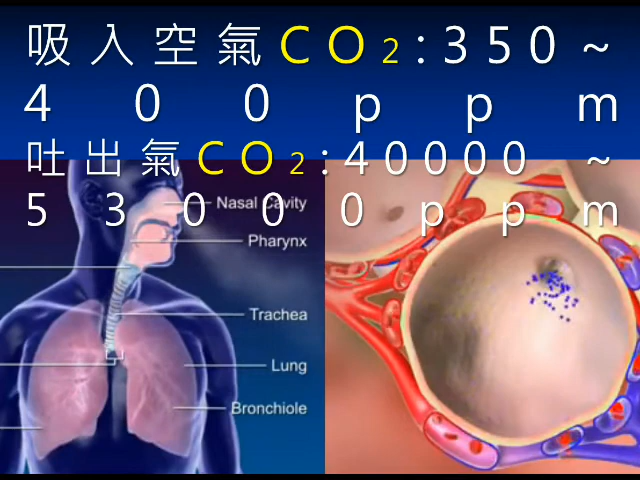 吸入空氣CO₂:350~
400ppm
吐出氣CO₂:40000~
53000ppm
Nasal Cavity
Pharynx
Trachea
Lung
Bronchiole